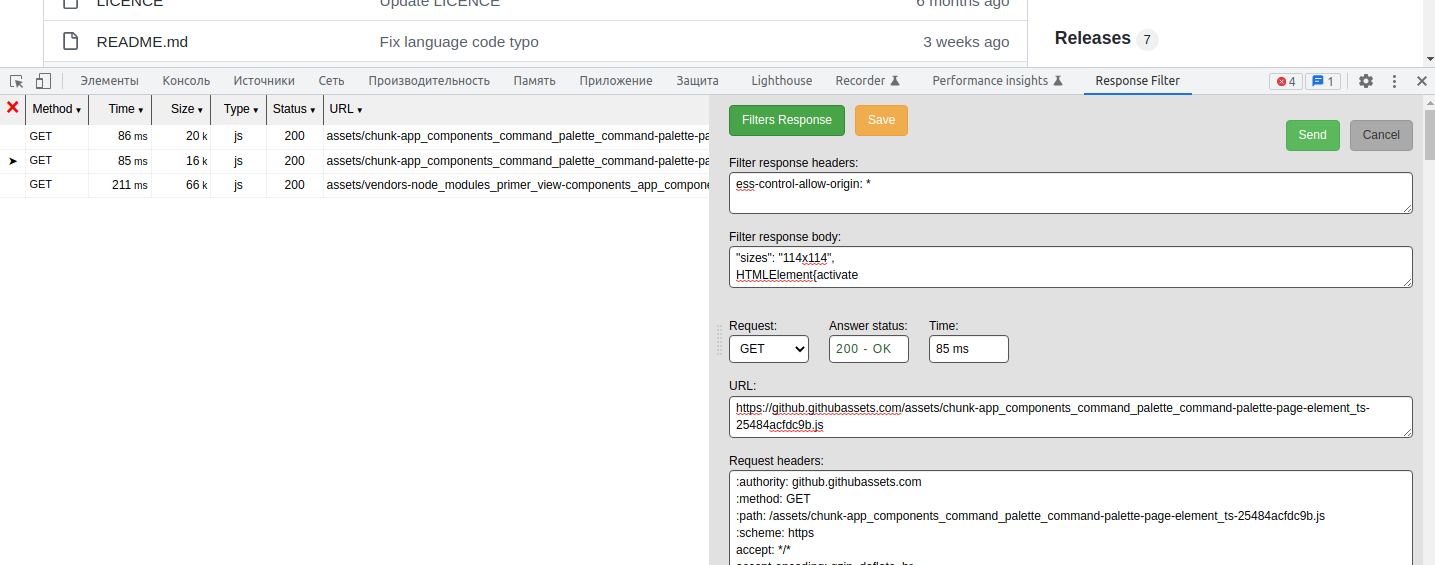 LICENCE Update LICENCE 6 months ago
README.md Fix language code typo 3 weeks ago
Releases 7
Элементы Консоль Источники Сеть Производительность Память Приложение Защита Lighthouse Recorder Performance insights Response Filter 4 1
Method Time Size Type Status URL
GET 86 ms 20 k js 200 assets/chunk-app_components_command_palette_command-palette-pa
GET 85 ms 16 k js 200 assets/chunk-app_components_command_palette_command-palette-pa
GET 211 ms 66 k js 200 assets/vendors-node_modules_primer_view-components_app_compone
Filters Response Save
Send Cancel
Filter response headers:
ess-control-allow-origin: *
Filter response body:
"sizes": "114x114",
HTMLElement{activate
Request: Answer status: Time:
GET 200 - OK 85 ms
URL:
https://github.githubassets.com/assets/chunk-app_components_command_palette_command-palette-page-element_ts-
25484acfdc9b.js
Request headers:
:authority: github.githubassets.com
:method: GET
:path: /assets/chunk-app_components_command_palette_command-palette-page-element_ts-25484acfdc9b.js
:scheme: https
accept: */*